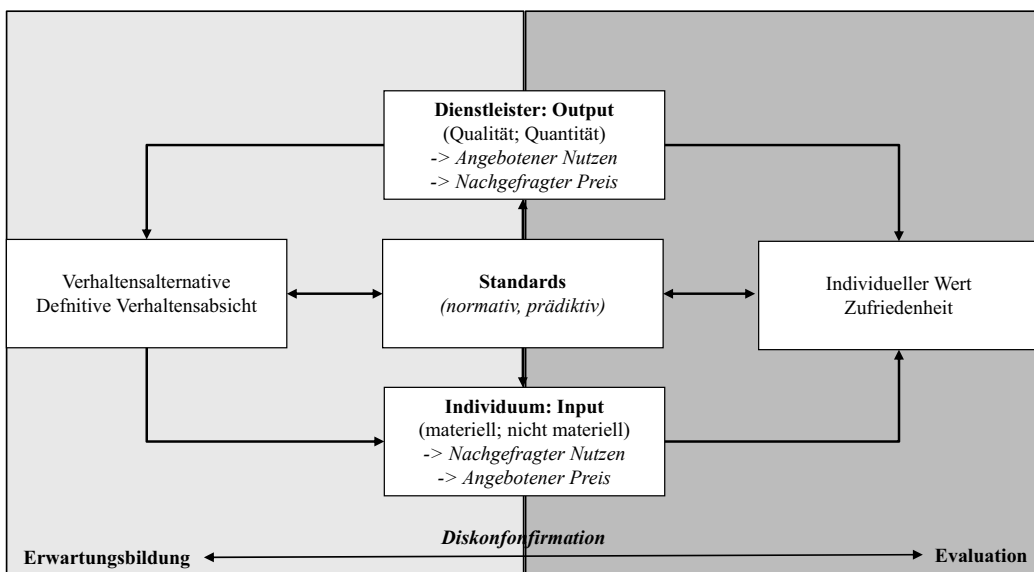 Dienstleister: Output
(Qualität; Quantität)
-> Angebotener Nutzen
-> Nachgefragter Preis
Verhaltensalternative
Defnitive Verhaltensabsicht
Standards
(normativ, prädiktiv)
Individueller Wert
Zufriedenheit
Individuum: Input
(materiell; nicht materiell)
-> Nachgefragter Nutzen
-> Angebotener Preis
Diskonfonfirmation
Erwartungsbildung
Evaluation